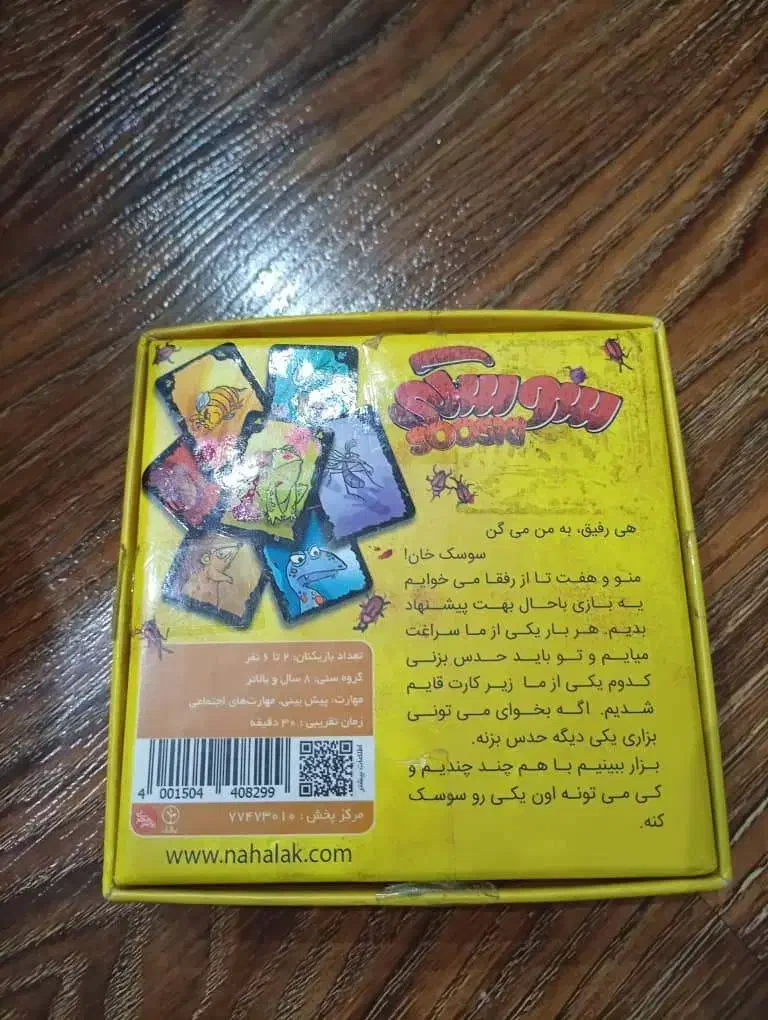 سوسکی
SOOSKI
هی رفیق، به من می گن
سوسک خان!
منو و هفت تا از رفقا می خوایم
یه بازی باحال بهت پیشنهاد
بدیم. هر بار یکی از ما سراغت
میایم و تو باید حدس بزنی
کدوم یکی از ما زیر کارت قایم
شدیم. اگه بخوای می تونی
بزاری یکی دیگه حدس بزنه.
بزار ببینیم با هم چند چندیم و
کی می تونه اون یکی رو سوسک
کنه.
تعداد بازیکنان: ۲ تا ۶ نفر
گروه سنی: ۸ سال و بالاتر
مهارت: پیش بینی، مهارت‌های اجتماعی
زمان تقریبی: ۳۰ دقیقه
اطلاعات بیشتر
4 001504 408299
مرکز پخش: ۷۷۴۷۳۰۱۰
www.nahalak.com